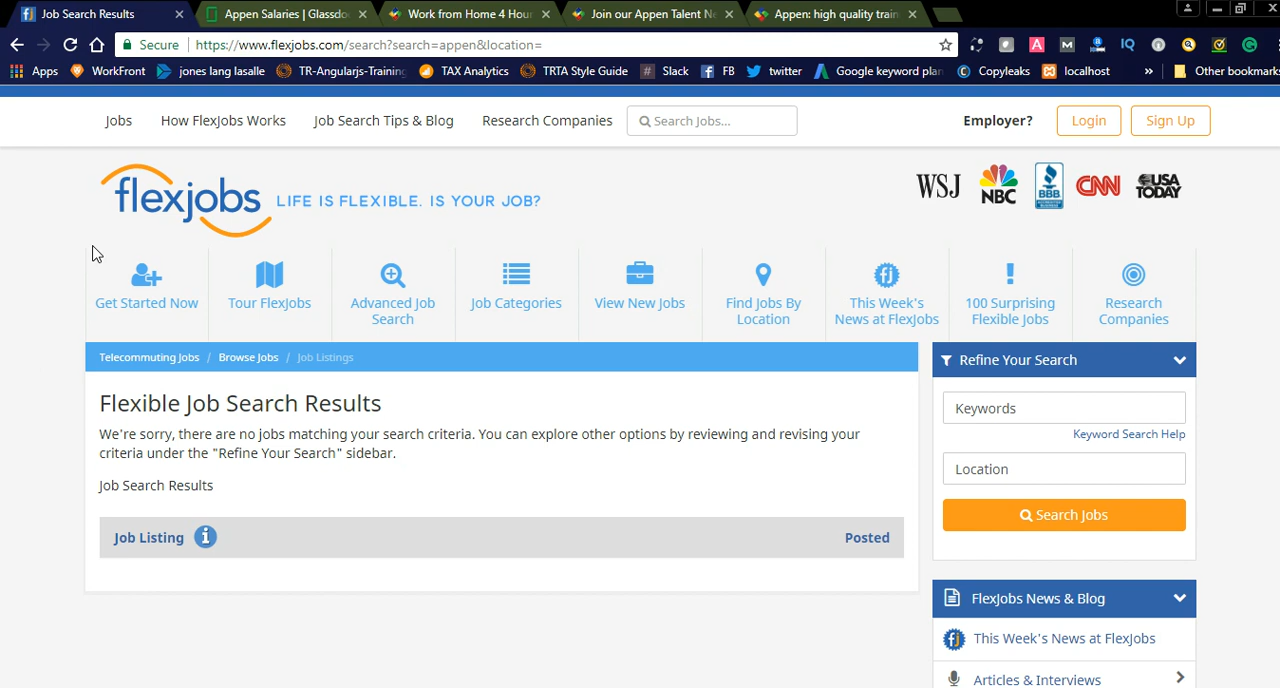 Job Search Results
Appen Salaries | Glassdo
Work from Home 4 Hour
Join our Appen Talent Ne
Appen: high quality train
Secure
https://www.flexjobs.com/search?search=appen&location=
Apps
WorkFront
jones lang lasalle
TR-Angularjs-Training
TAX Analytics
TRTA Style Guide
Slack
FB
twitter
Google keyword plan
Copyleaks
localhost
»
Other bookmarks
Jobs
How FlexJobs Works
Job Search Tips & Blog
Research Companies
Search Jobs...
Employer?
Login
Sign Up
flexjobs
LIFE IS FLEXIBLE. IS YOUR JOB?
WSJ
NBC
BBB
CNN
USA
TODAY
Get Started Now
Tour FlexJobs
Advanced Job
Search
Job Categories
View New Jobs
Find Jobs By
Location
This Week's
News at FlexJobs
100 Surprising
Flexible Jobs
Research
Companies
Telecommuting Jobs / Browse Jobs / Job Listings
Flexible Job Search Results
We're sorry, there are no jobs matching your search criteria. You can explore other options by reviewing and revising your
criteria under the "Refine Your Search" sidebar.
Job Search Results
Job Listing
Posted
Refine Your Search
Keywords
Keyword Search Help
Location
Search Jobs
FlexJobs News & Blog
This Week's News at FlexJobs
Articles & Interviews